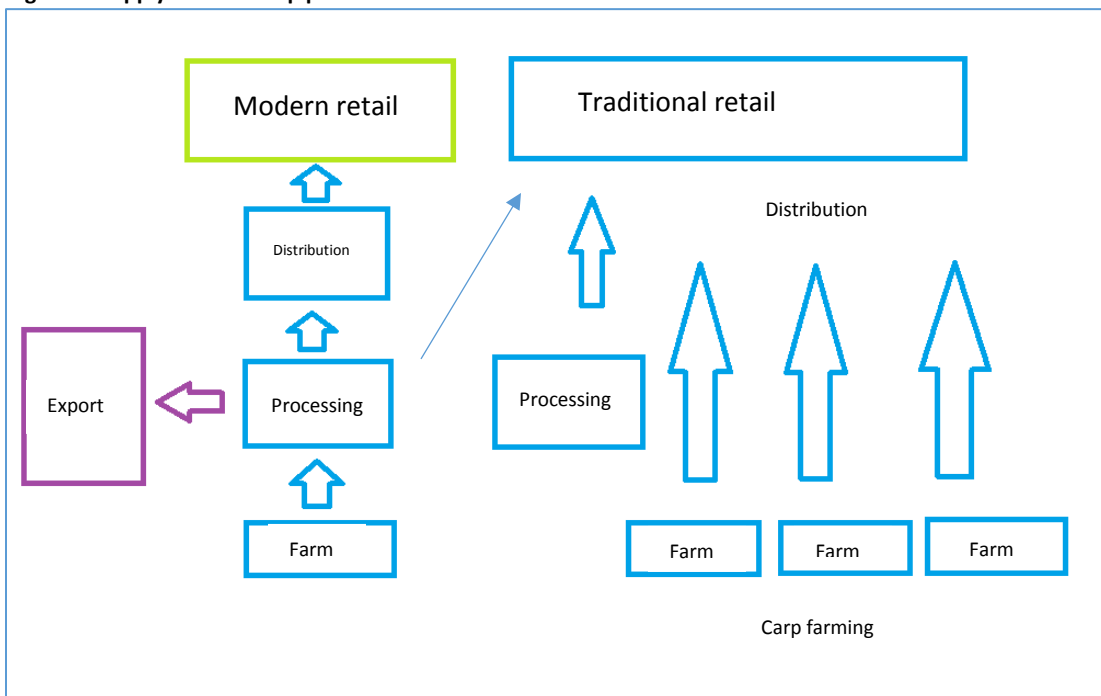 Modern retail
Traditional retail
Distribution
Distribution
Export
Processing
Processing
Farm
Farm
Farm
Farm
Carp farming